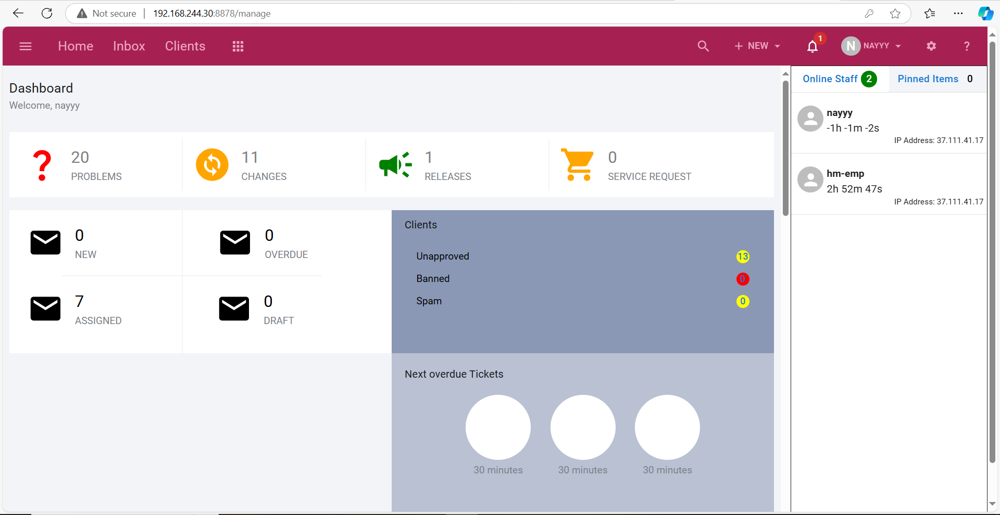 Not secure 192.168.244.30:8878/manage
Home Inbox Clients + NEW 1 N NAYYY ?
Dashboard
Welcome, nayyy
20
PROBLEMS
11
CHANGES
1
RELEASES
0
SERVICE REQUEST
0
NEW
0
OVERDUE
7
ASSIGNED
0
DRAFT
Clients
Unapproved 13
Banned 0
Spam 0
Next overdue Tickets
30 minutes 30 minutes 30 minutes
Online Staff 2 Pinned Items 0
nayyy
-1h -1m -2s
IP Address: 37.111.41.17
hm-emp
2h 52m 47s
IP Address: 37.111.41.17